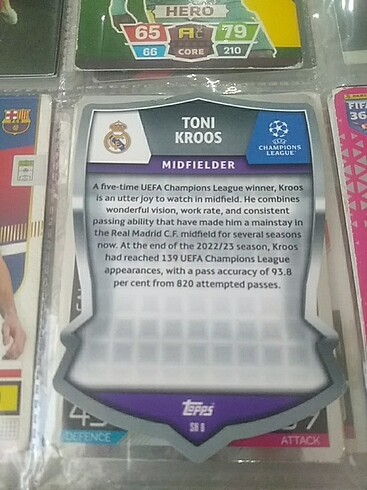 HERO
65
79
66
CORE
210
FIFA
36
TONI
KROOS
UEFA
CHAMPIONS
LEAGUE
MIDFIELDER
A five-time UEFA Champions League winner, Kroos
is an utter joy to watch in midfield. He combines
wonderful vision, work rate, and consistent
passing ability that have made him a mainstay in
the Real Madrid C.F. midfield for several seasons
now. At the end of the 2022/23 season, Kroos
had reached 139 UEFA Champions League
appearances, with a pass accuracy of 93.8
per cent from 820 attempted passes.
Topps
SH 8
DEFENCE
ATTACK